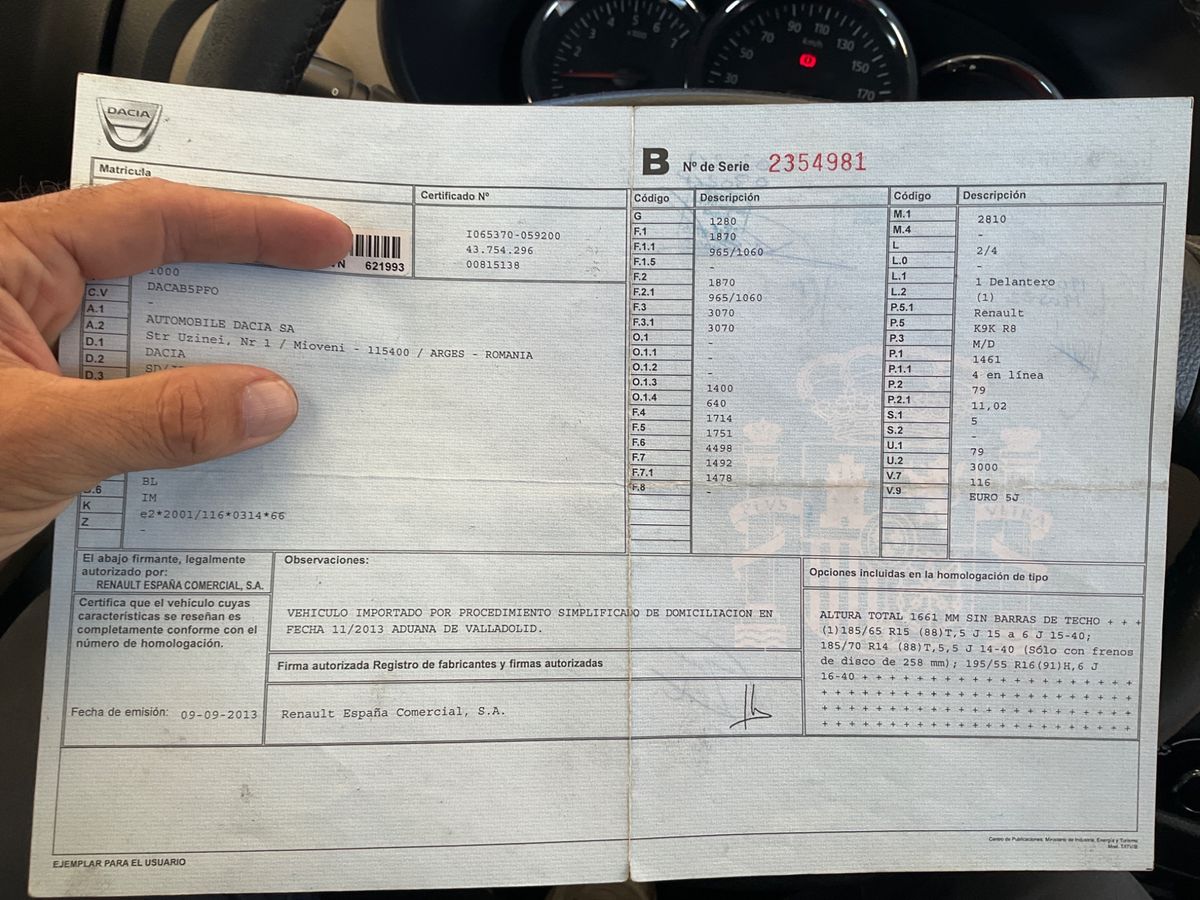 DACIA
Matrícula
B Nº de Serie 2354981
Certificado Nº
I065370-059200
43.754.296
00815138
621993
1000
C.V DACAB5PFO
A.1 -
A.2 AUTOMOBILE DACIA SA
D.1 Str Uzinei, Nr 1 / Mioveni - 115400 / ARGES - ROMANIA
D.2 DACIA
D.3
BL
K IM
Z e2*2001/116*0314*66
-
Código Descripción
G 1280
F.1 1870
F.1.1 965/1060
F.1.5 -
F.2 1870
F.2.1 965/1060
F.3 3070
F.3.1 3070
O.1 -
O.1.1 -
O.1.2 -
O.1.3 1400
O.1.4 640
F.4 1714
F.5 1751
F.6 4498
F.7 1492
F.7.1 1478
F.8 -
Código Descripción
M.1 2810
M.4 -
L 2/4
L.0 -
L.1 1 Delantero
L.2 (1)
P.5.1 Renault
P.5 K9K R8
P.3 M/D
P.1 1461
P.1.1 4 en línea
P.2 79
P.2.1 11,02
S.1 5
S.2 -
U.1 79
U.2 3000
V.7 116
V.9 EURO 5J
El abajo firmante, legalmente
autorizado por:
RENAULT ESPAÑA COMERCIAL, S.A.
Certifica que el vehículo cuyas
características se reseñan es
completamente conforme con el
número de homologación.
Fecha de emisión: 09-09-2013
Observaciones:
VEHICULO IMPORTADO POR PROCEDIMIENTO SIMPLIFICADO DE DOMICILIACION EN
FECHA 11/2013 ADUANA DE VALLADOLID.
Firma autorizada Registro de fabricantes y firmas autorizadas
Renault España Comercial, S.A.
Opciones incluidas en la homologación de tipo
ALTURA TOTAL 1661 MM SIN BARRAS DE TECHO + + +
(1)185/65 R15 (88)T,5 J 15 a 6 J 15-40;
185/70 R14 (88)T,5,5 J 14-40 (Sólo con frenos
de disco de 258 mm); 195/55 R16(91)H,6 J
16-40 + + + + + + + + + + + + + + + + + +
+ + + + + + + + + + + + + + + + + + + + +
+ + + + + + + + + + + + + + + + + + + + +
+ + + + + + + + + + + + + + + + + + + + +
EJEMPLAR PARA EL USUARIO
Centro de Publicaciones. Ministerio de Industria, Energía y Turismo